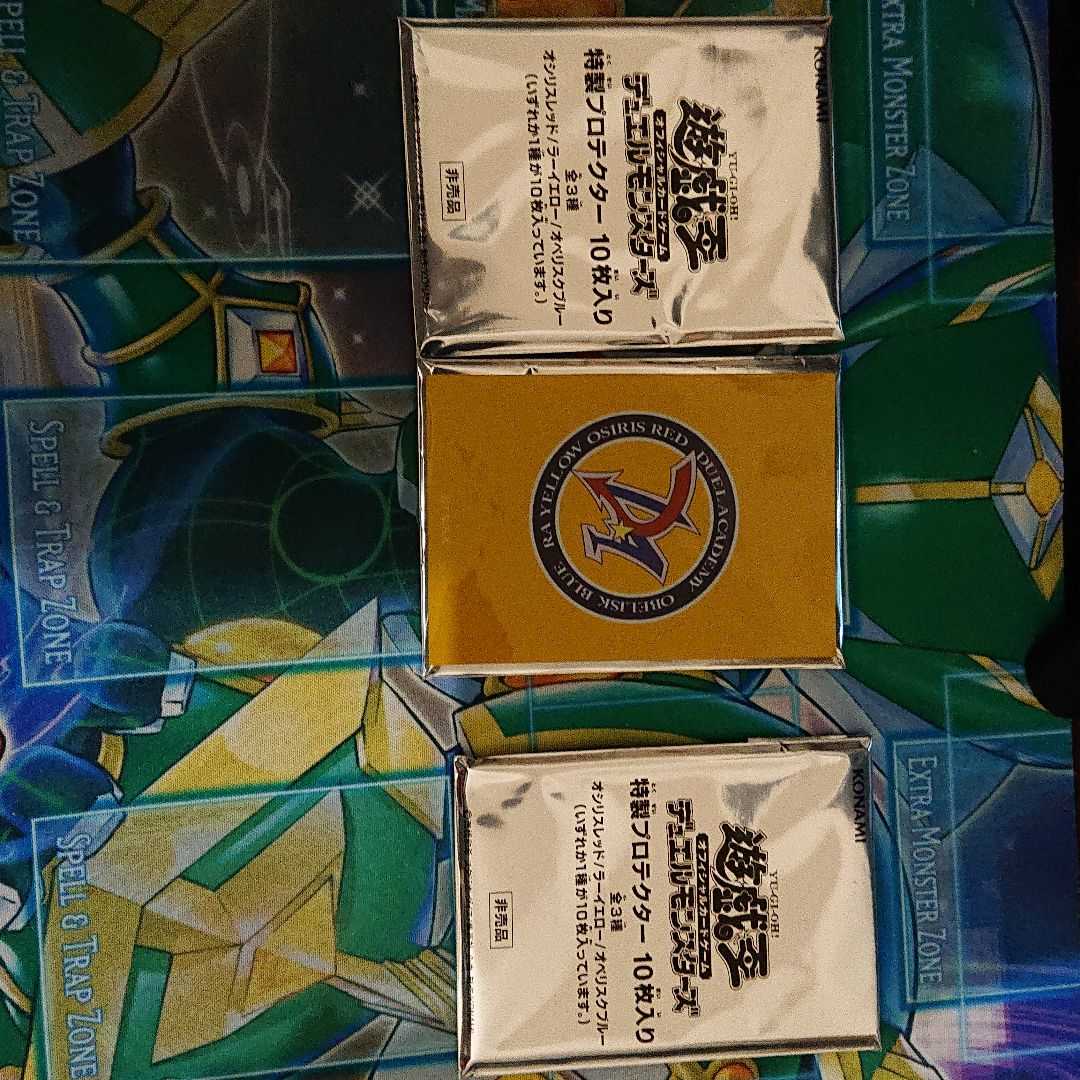 KONAMI
YU-GI-OH!
遊戯王
オフィシャルカードゲーム
デュエルモンスターズ
特製プロテクター 10枚入り
全3種
オシリスレッド/ラーイエロー/オベリスクブルー
(いずれか1種が10枚入っています。)
非売品
DUEL ACADEMY OBELISK BLUE RA YELLOW OSIRIS RED
KONAMI
YU-GI-OH!
遊戯王
オフィシャルカードゲーム
デュエルモンスターズ
特製プロテクター 10枚入り
全3種
オシリスレッド/ラーイエロー/オベリスクブルー
(いずれか1種が10枚入っています。)
非売品
EXTRA MONSTER ZONE
EXTRA MONSTER ZONE
SPELL & TRAP ZONE
SPELL & TRAP ZONE
SPELL & TRAP ZONE